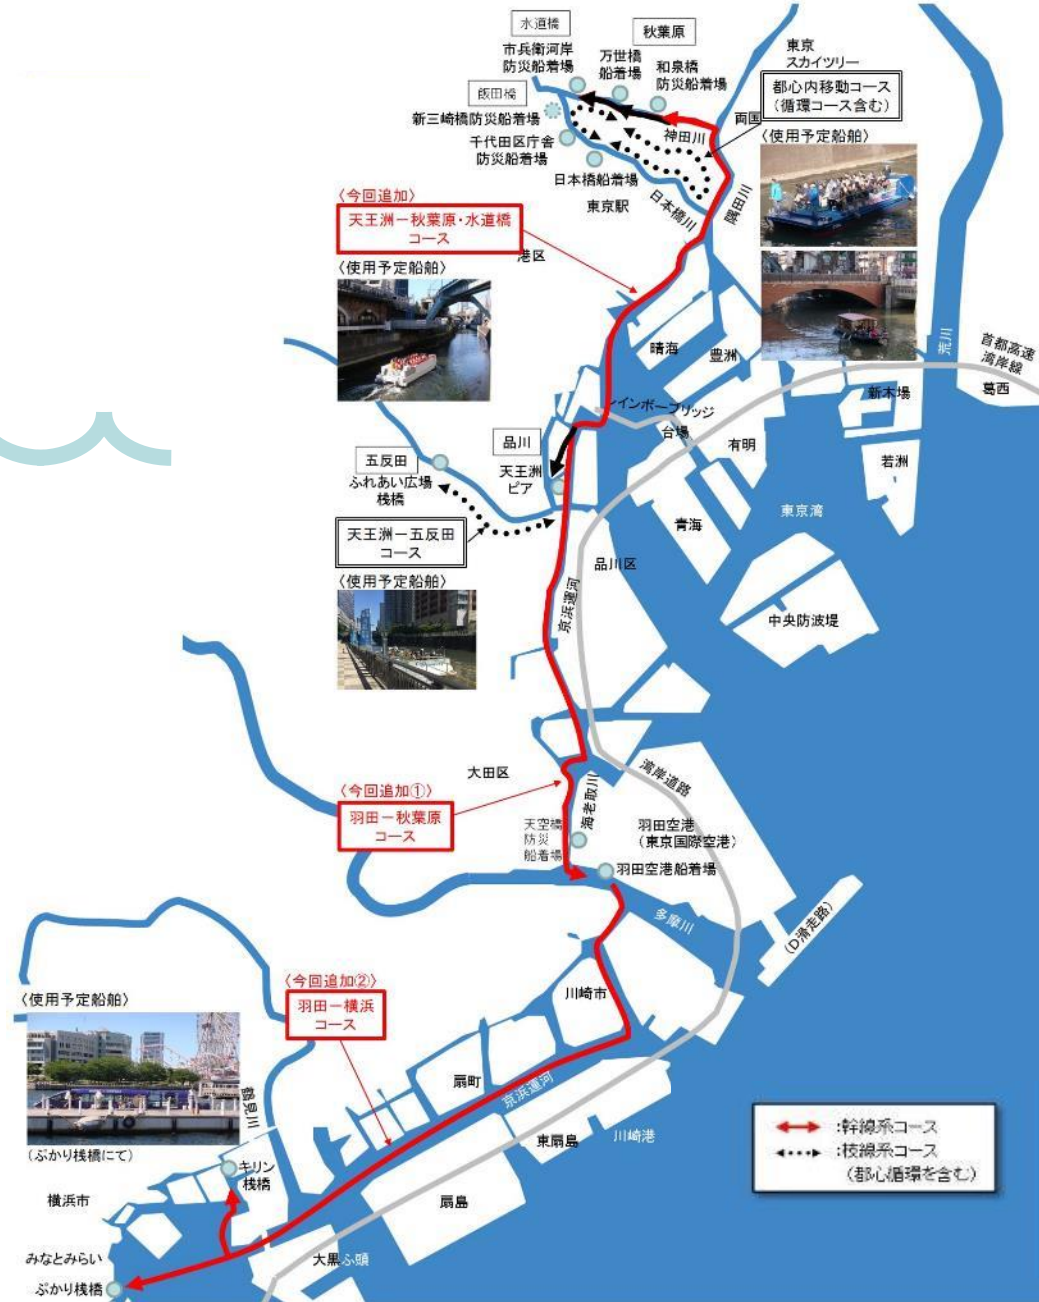 水道橋
市兵衛河岸
防災船着場
万世橋
船着場
秋葉原
和泉橋
防災船着場
東京
スカイツリー
飯田橋
新三崎橋防災船着場
千代田区庁舎
防災船着場
日本橋船着場
東京駅
神田川
両国
都心内移動コース
(循環コース含む)
〈使用予定船舶〉
日本橋川
隅田川
〈今回追加〉
天王洲ー秋葉原・水道橋
コース
港区
〈使用予定船舶〉
晴海
豊洲
荒川
首都高速
湾岸線
新木場
葛西
レインボーブリッジ
台場
有明
若洲
品川
天王洲
ピア
五反田
ふれあい広場
桟橋
天王洲ー五反田
コース
〈使用予定船舶〉
青海
東京湾
品川区
京浜運河
中央防波堤
大田区
湾岸道路
〈今回追加①〉
羽田ー秋葉原
コース
海老取川
天空橋
防災
船着場
羽田空港
(東京国際空港)
羽田空港船着場
多摩川
(D滑走路)
〈今回追加②〉
羽田ー横浜
コース
川崎市
〈使用予定船舶〉
(ぷかり桟橋にて)
鶴見川
扇町
京浜運河
東扇島
川崎港
キリン
桟橋
横浜市
扇島
みなとみらい
大黒ふ頭
ぷかり桟橋
:幹線系コース
:枝線系コース
(都心循環を含む)